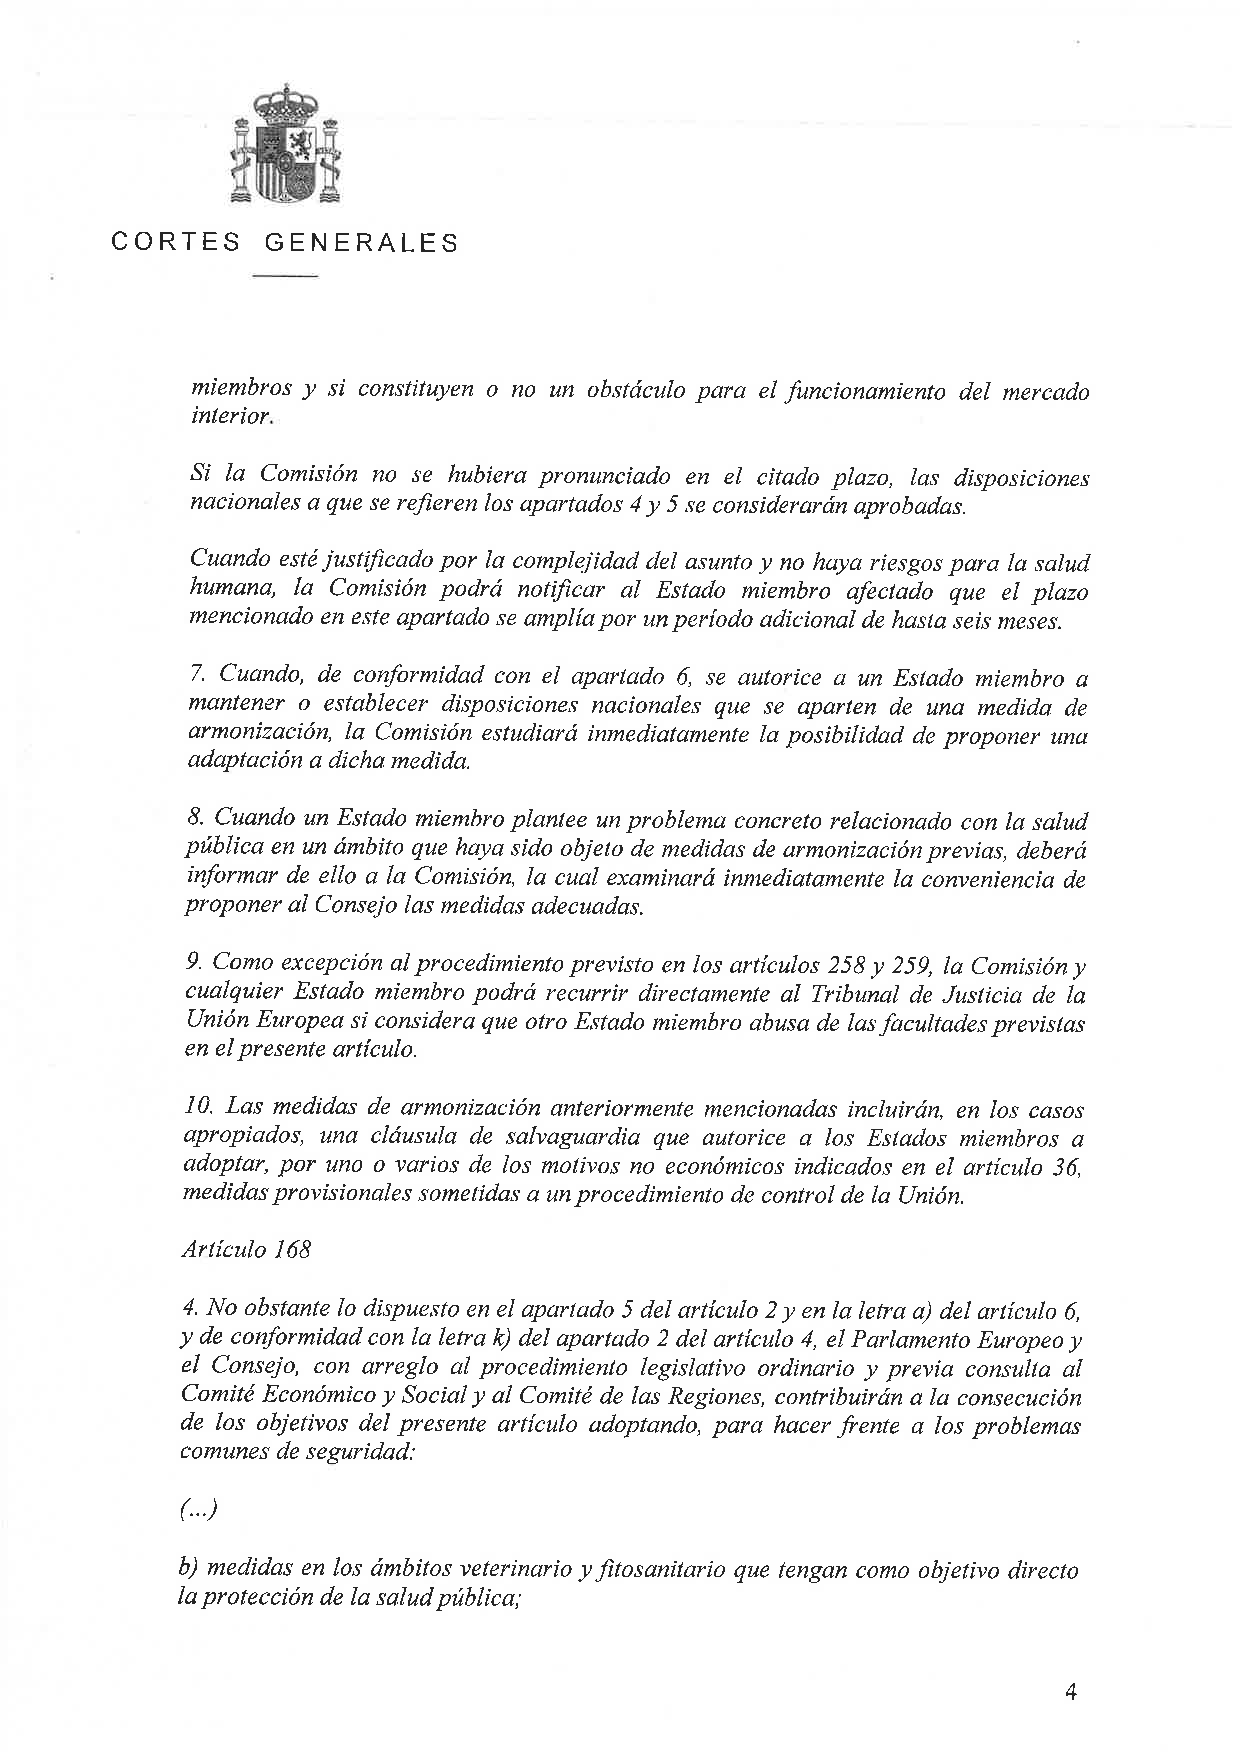 CORTES GENERALES
miembros y si constituyen o no un obstáculo para el funcionamiento del mercado
interior.
Si la Comisión no se hubiera pronunciado en el citado plazo, las disposiciones
nacionales a que se refieren los apartados 4 y 5 se considerarán aprobadas.
Cuando esté justificado por la complejidad del asunto y no haya riesgos para la salud
humana, la Comisión podrá notificar al Estado miembro afectado que el plazo
mencionado en este apartado se amplía por un período adicional de hasta seis meses.
7. Cuando, de conformidad con el apartado 6, se autorice a un Estado miembro a
mantener o establecer disposiciones nacionales que se aparten de una medida de
armonización, la Comisión estudiará inmediatamente la posibilidad de proponer una
adaptación a dicha medida.
8. Cuando un Estado miembro plantee un problema concreto relacionado con la salud
pública en un ámbito que haya sido objeto de medidas de armonización previas, deberá
informar de ello a la Comisión, la cual examinará inmediatamente la conveniencia de
proponer al Consejo las medidas adecuadas.
9. Como excepción al procedimiento previsto en los artículos 258 y 259, la Comisión y
cualquier Estado miembro podrá recurrir directamente al Tribunal de Justicia de la
Unión Europea si considera que otro Estado miembro abusa de las facultades previstas
en el presente artículo.
10. Las medidas de armonización anteriormente mencionadas incluirán, en los casos
apropiados, una cláusula de salvaguardia que autorice a los Estados miembros a
adoptar, por uno o varios de los motivos no económicos indicados en el artículo 36,
medidas provisionales sometidas a un procedimiento de control de la Unión.
Artículo 168
4. No obstante lo dispuesto en el apartado 5 del artículo 2 y en la letra a) del artículo 6,
y de conformidad con la letra k) del apartado 2 del artículo 4, el Parlamento Europeo y
el Consejo, con arreglo al procedimiento legislativo ordinario y previa consulta al
Comité Económico y Social y al Comité de las Regiones, contribuirán a la consecución
de los objetivos del presente artículo adoptando, para hacer frente a los problemas
comunes de seguridad:
(...)
b) medidas en los ámbitos veterinario y fitosanitario que tengan como objetivo directo
la protección de la salud pública;
4